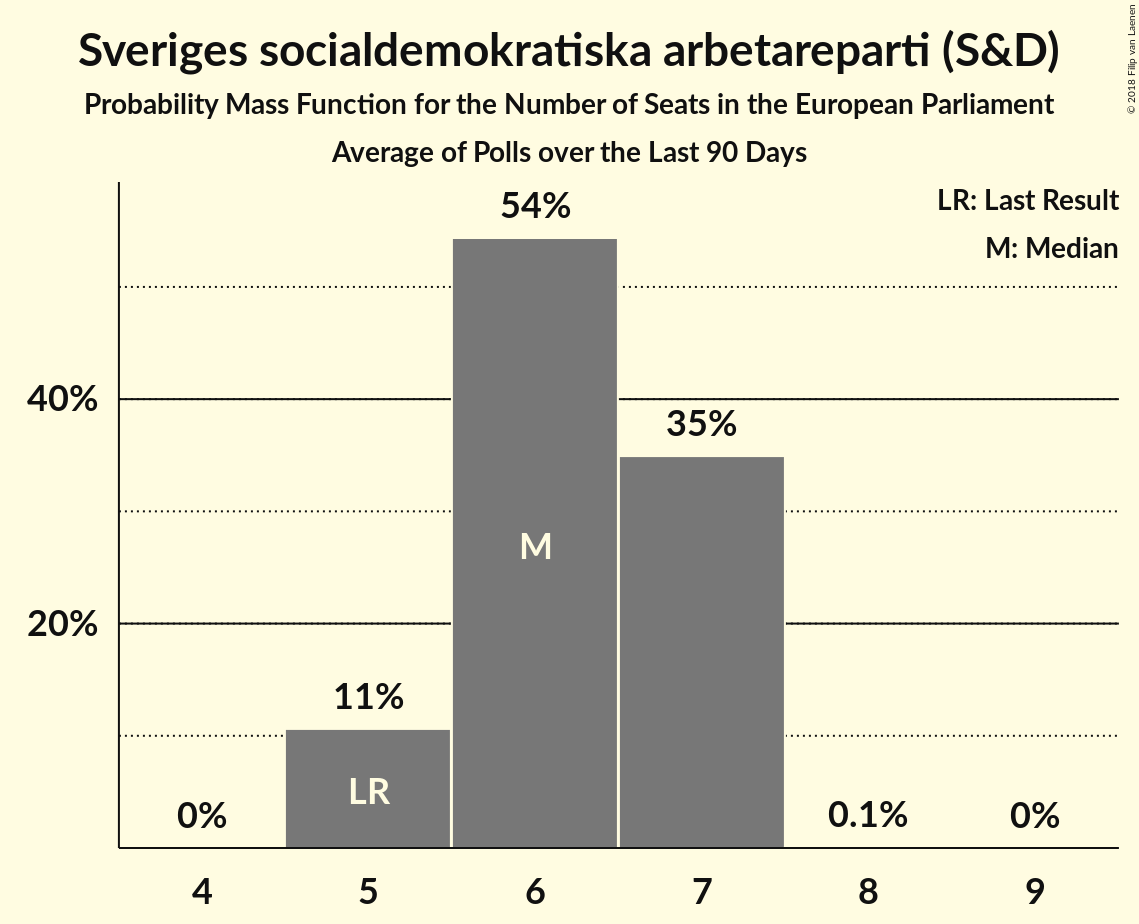 Sveriges socialdemokratiska arbetareparti (S&D)
Probability Mass Function for the Number of Seats in the European Parliament
Average of Polls over the Last 90 Days
© 2018 Filip van Laenen
LR: Last Result
M: Median
54%
40%
35%
M
20%
11%
LR
0%
0.1%
0%
4 5 6 7 8 9